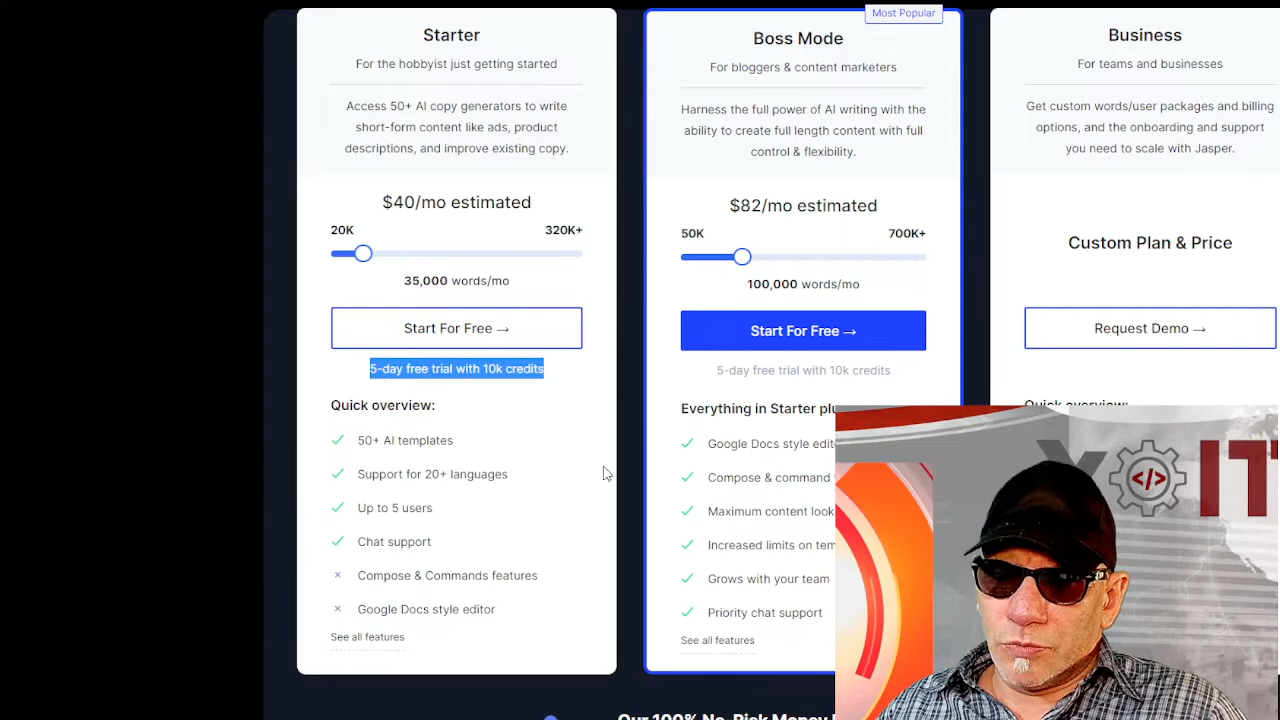 Most Popular
Starter
For the hobbyist just getting started
Access 50+ AI copy generators to write
short-form content like ads, product
descriptions, and improve existing copy.
$40/mo estimated
20K 320K+
35,000 words/mo
Start For Free →
5-day free trial with 10k credits
Quick overview:
50+ AI templates
Support for 20+ languages
Up to 5 users
Chat support
Compose & Commands features
Google Docs style editor
See all features
Boss Mode
For bloggers & content marketers
Harness the full power of AI writing with the
ability to create full length content with full
control & flexibility.
$82/mo estimated
50K 700K+
100,000 words/mo
Start For Free →
5-day free trial with 10k credits
Everything in Starter
Google Docs style
Compose & command
Maximum content
Increased limits on
Grows with your team
Priority chat support
See all features
Business
For teams and businesses
Get custom words/user packages and billing
options, and the onboarding and support
you need to scale with Jasper.
Custom Plan & Price
Request Demo →
Quick overview:
</> IT
Our 100% No-Risk Money